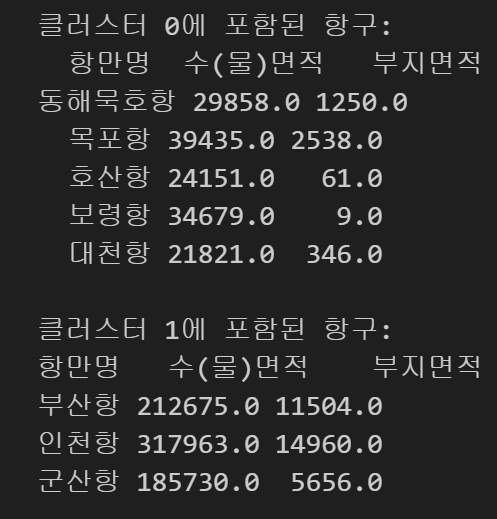 클러스터 0에 포함된 항구:
항만명 수(물)면적 부지면적
동해묵호항 29858.0 1250.0
목포항 39435.0 2538.0
호산항 24151.0 61.0
보령항 34679.0 9.0
대천항 21821.0 346.0
클러스터 1에 포함된 항구:
항만명 수(물)면적 부지면적
부산항 212675.0 11504.0
인천항 317963.0 14960.0
군산항 185730.0 5656.0